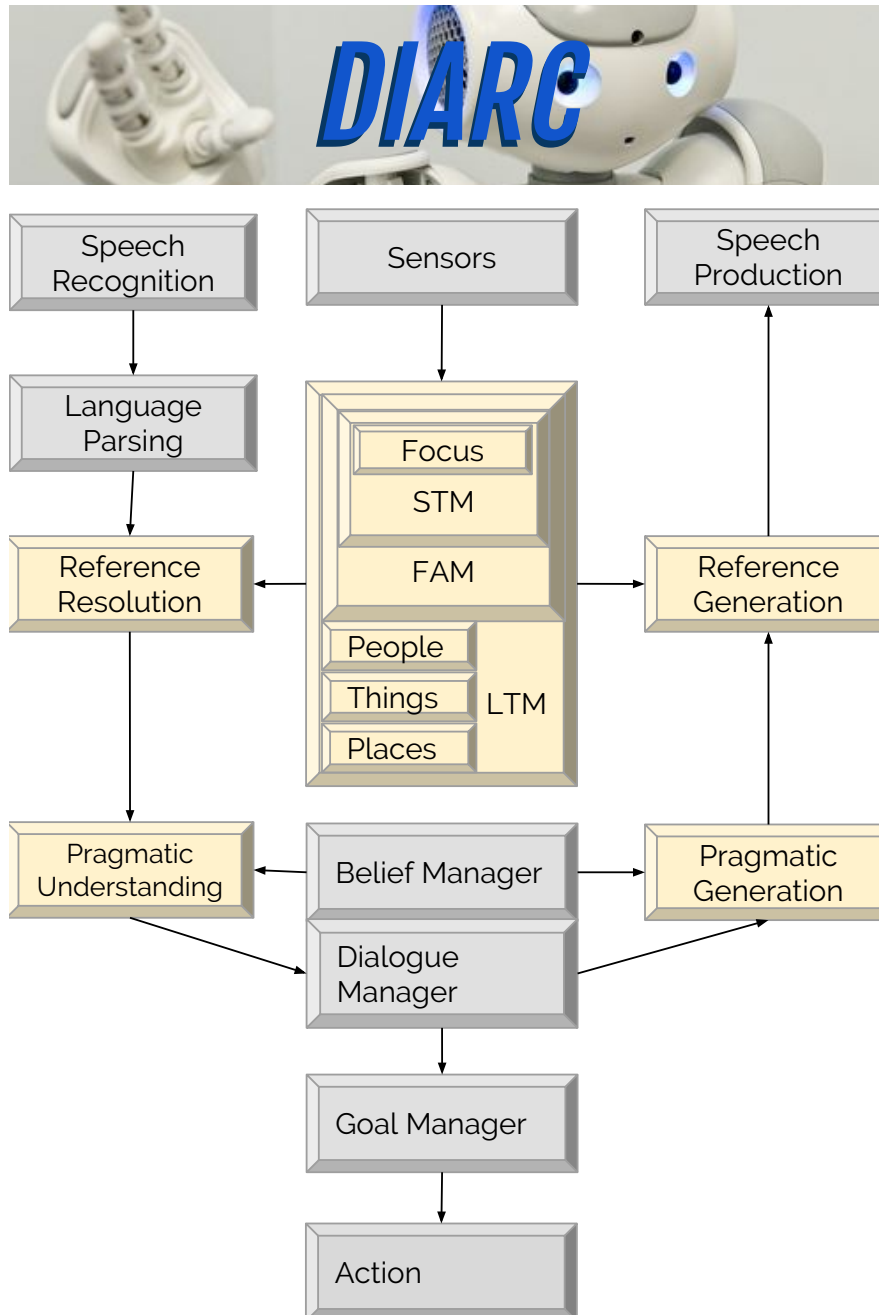 DIARC
Speech
Recognition
Sensors
Speech
Production
Language
Parsing
Focus
STM
FAM
Reference
Resolution
Reference
Generation
People
Things
Places
LTM
Pragmatic
Understanding
Belief Manager
Pragmatic
Generation
Dialogue
Manager
Goal Manager
Action